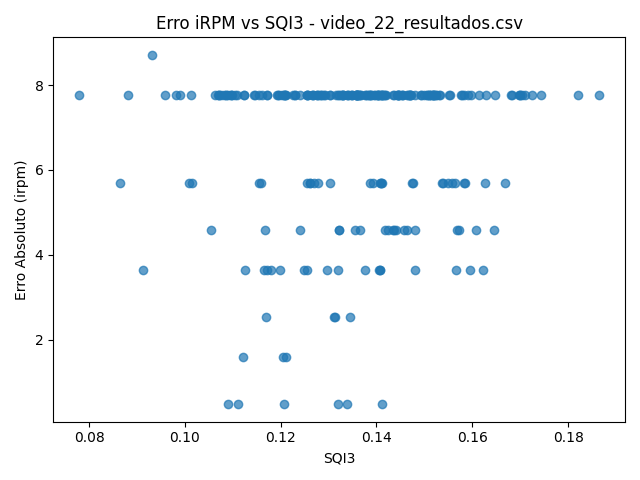 Erro iRPM vs SQI3 - video_22_resultados.csv
Erro Absoluto (irpm)
8
6
4
2
0.08 0.10 0.12 0.14 0.16 0.18
SQI3